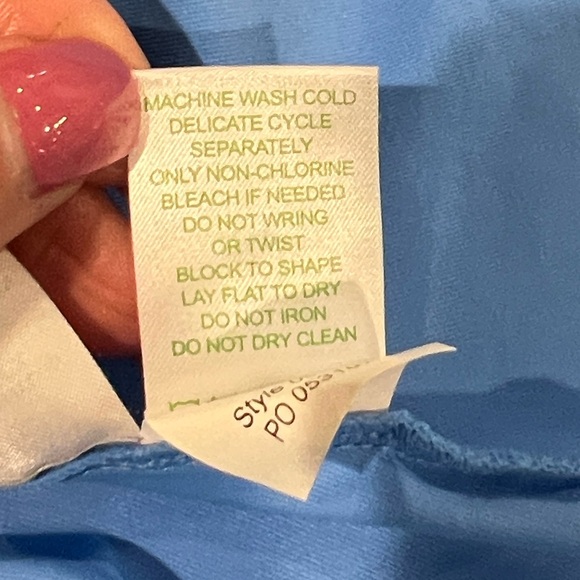 MACHINE WASH COLD
DELICATE CYCLE
SEPARATELY
ONLY NON-CHLORINE
BLEACH IF NEEDED
DO NOT WRING
OR TWIST
BLOCK TO SHAPE
LAY FLAT TO DRY
DO NOT IRON
DO NOT DRY CLEAN
Style
PO